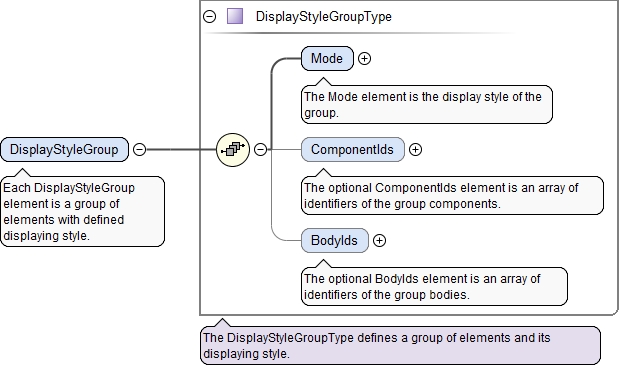 DisplayStyleGroupType
Mode
The Mode element is the display style of the
group.
DisplayStyleGroup
Each DisplayStyleGroup
element is a group of
elements with defined
displaying style.
ComponentIds
The optional ComponentIds element is an array of
identifiers of the group components.
BodyIds
The optional BodyIds element is an array of
identifiers of the group bodies.
The DisplayStyleGroupType defines a group of elements and its
displaying style.